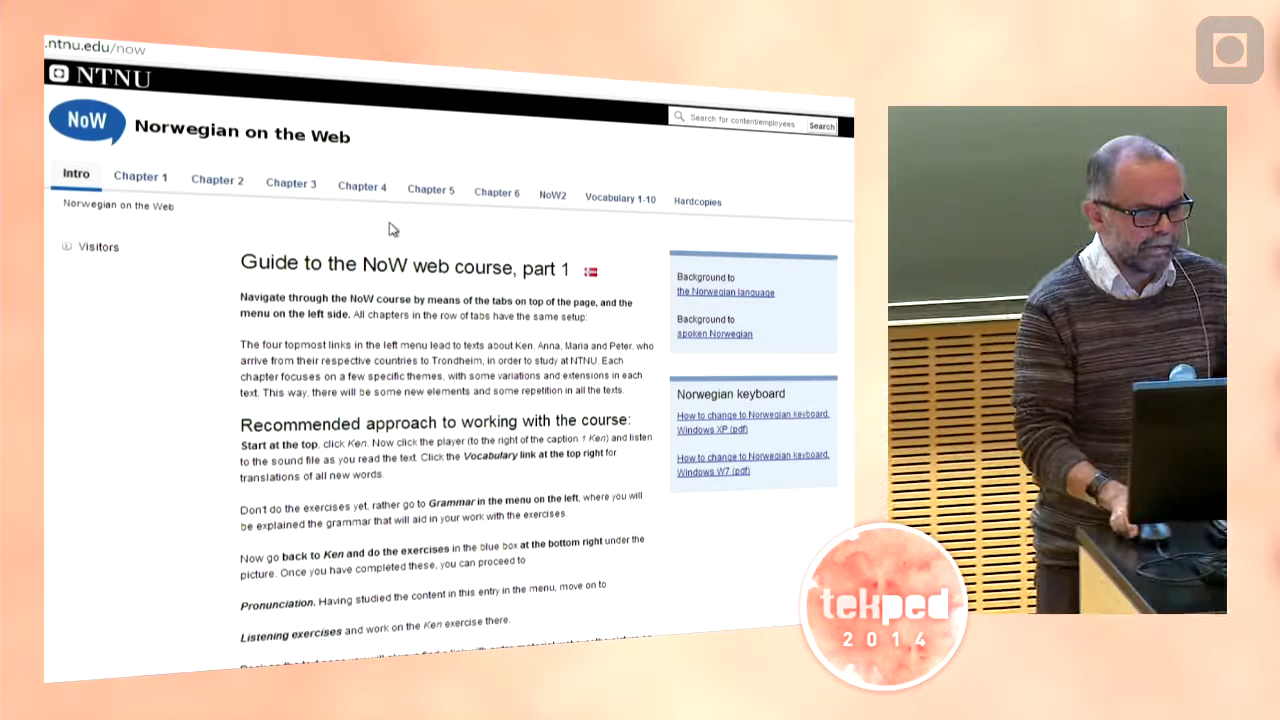 .ntnu.edu/now
NTNU
NoW
Norwegian on the Web
Search for content/employees
Search
Intro
Chapter 1
Chapter 2
Chapter 3
Chapter 4
Chapter 5
Chapter 6
NoW2
Vocabulary 1-10
Hardcopies
Norwegian on the Web
Visitors
Guide to the NoW web course, part 1
Navigate through the NoW course by means of the tabs on top of the page, and the
menu on the left side. All chapters in the row of tabs have the same setup:
The four topmost links in the left menu lead to texts about Ken, Anna, Maria and Peter, who
arrive from their respective countries to Trondheim, in order to study at NTNU. Each
chapter focuses on a few specific themes, with some variations and extensions in each
text. This way, there will be some new elements and some repetition in all the texts.
Recommended approach to working with the course:
Start at the top, click Ken. Now click the player (to the right of the caption 1 Ken) and listen
to the sound file as you read the text. Click the Vocabulary link at the top right for
translations of all new words.
Don't do the exercises yet, rather go to Grammar in the menu on the left, where you will
be explained the grammar that will aid in your work with the exercises.
Now go back to Ken and do the exercises in the blue box at the bottom right under the
picture. Once you have completed these, you can proceed to
Pronunciation. Having studied the content in this entry in the menu, move on to
Listening exercises and work on the Ken exercise there.
Background to
the Norwegian language
Background to
spoken Norwegian
Norwegian keyboard
How to change to Norwegian keyboard,
Windows XP (pdf)
How to change to Norwegian keyboard,
Windows W7 (pdf)
tekped
2014